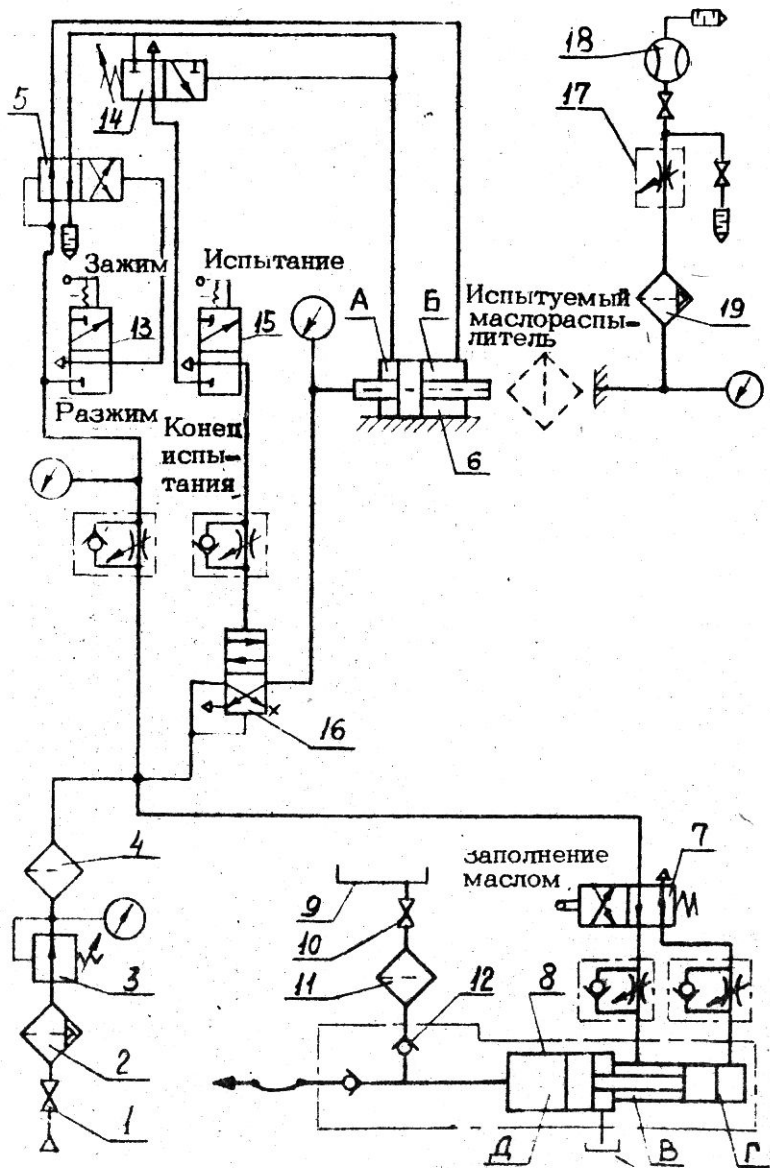 18
5
14
17
Зажим
Испытание
13
15
А
Б
Испытуемый
маслораспы-
литель
19
Разжим
Конец
испы-
тания
6
х
16
4
Заполнение
маслом
7
9
10
11
12
8
3
2
1
Д
В
Г